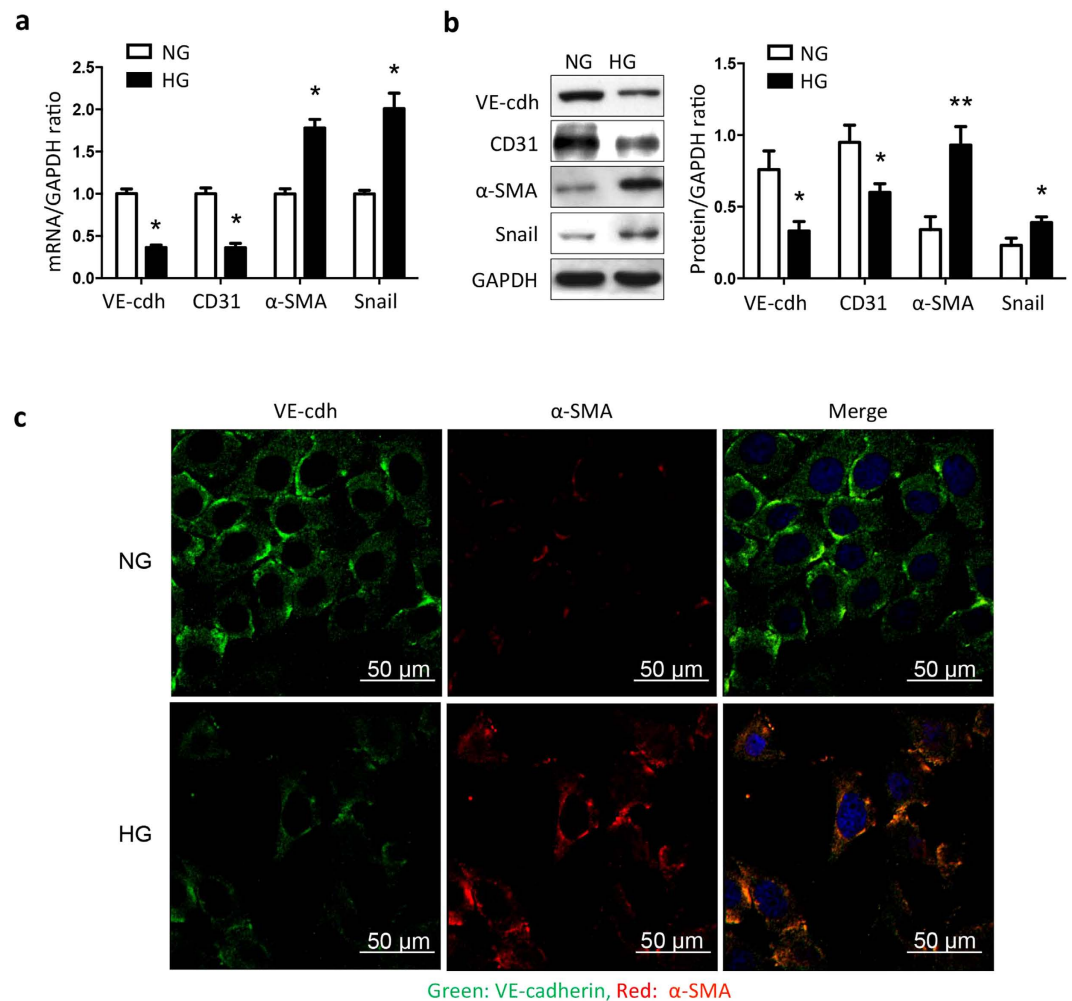 a
NG
HG
mRNA/GAPDH ratio
2.5
2.0
1.5
1.0
0.5
0.0
* * * *
VE-cdh CD31 α-SMA Snail
b
NG HG
VE-cdh
CD31
α-SMA
Snail
GAPDH
NG
HG
Protein/GAPDH ratio
1.5
1.0
0.5
0.0
* * ** *
VE-cdh CD31 α-SMA Snail
c
VE-cdh α-SMA Merge
NG
50 µm 50 µm 50 µm
HG
50 µm 50 µm 50 µm
Green: VE-cadherin, Red: α-SMA